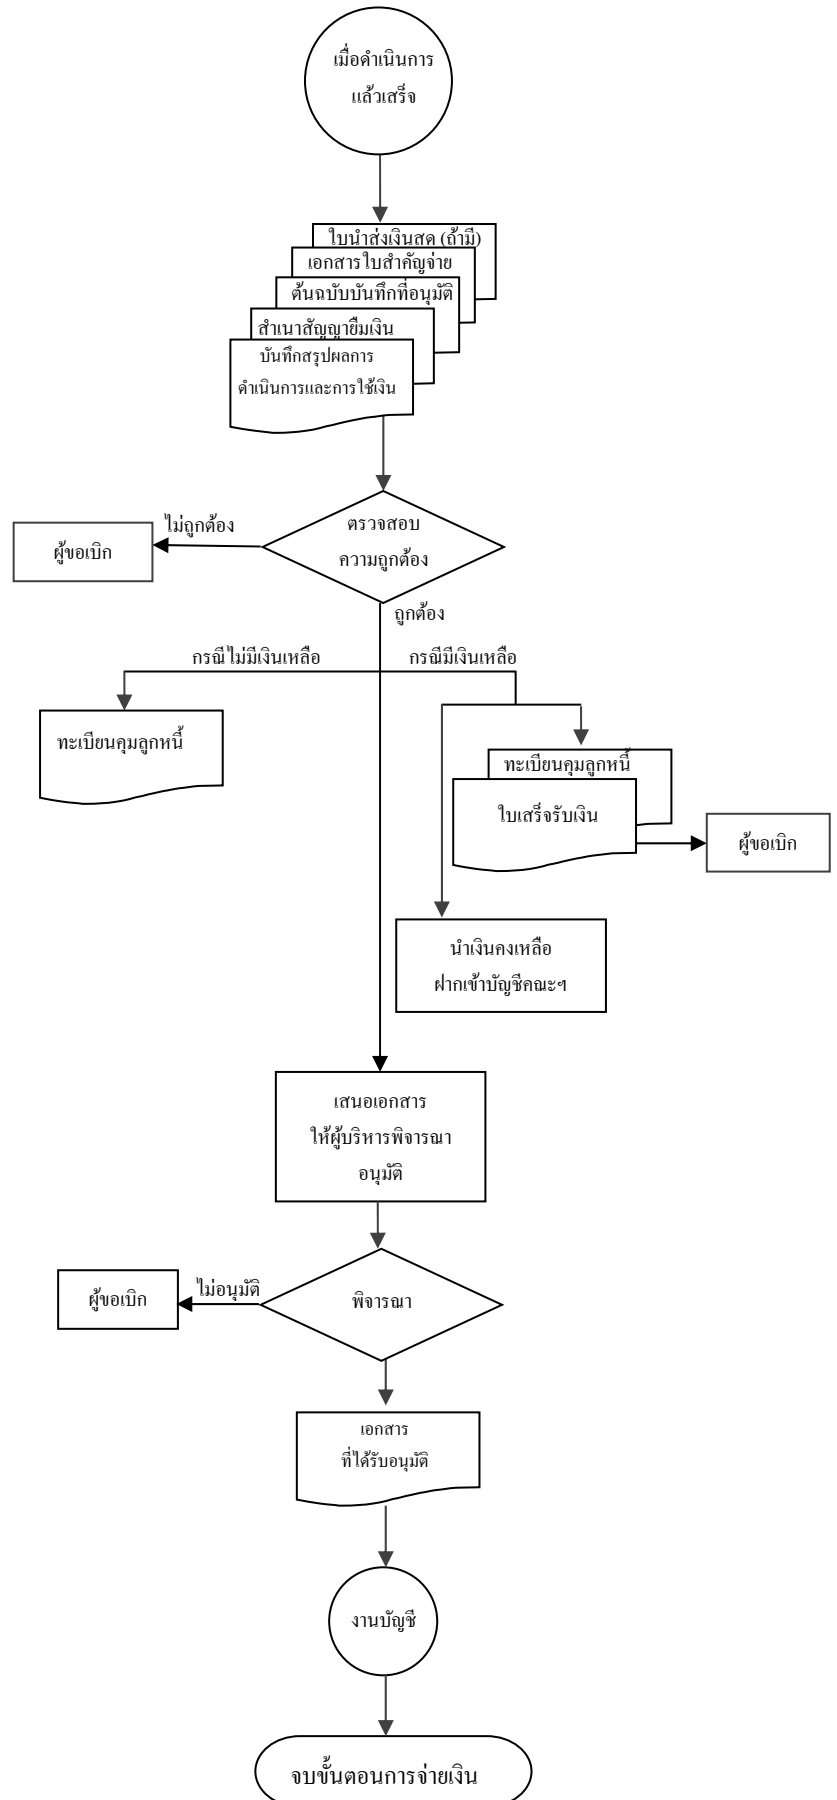 เมื่อดำเนินการ
แล้วเสร็จ
ใบนำส่งเงินสด (ถ้ามี)
เอกสารใบสำคัญจ่าย
ต้นฉบับบันทึกที่อนุมัติ
สำเนาสัญญายืมเงิน
บันทึกสรุปผลการ
ดำเนินการและการใช้เงิน
ตรวจสอบ
ความถูกต้อง
ไม่ถูกต้อง
ผู้ขอเบิก
ถูกต้อง
กรณีไม่มีเงินเหลือ
กรณีมีเงินเหลือ
ทะเบียนคุมลูกหนี้
ทะเบียนคุมลูกหนี้
ใบเสร็จรับเงิน
ผู้ขอเบิก
นำเงินคงเหลือ
ฝากเข้าบัญชีคณะฯ
เสนอเอกสาร
ให้ผู้บริหารพิจารณา
อนุมัติ
ไม่อนุมัติ
ผู้ขอเบิก
พิจารณา
เอกสาร
ที่ได้รับอนุมัติ
งานบัญชี
จบขั้นตอนการจ่ายเงิน